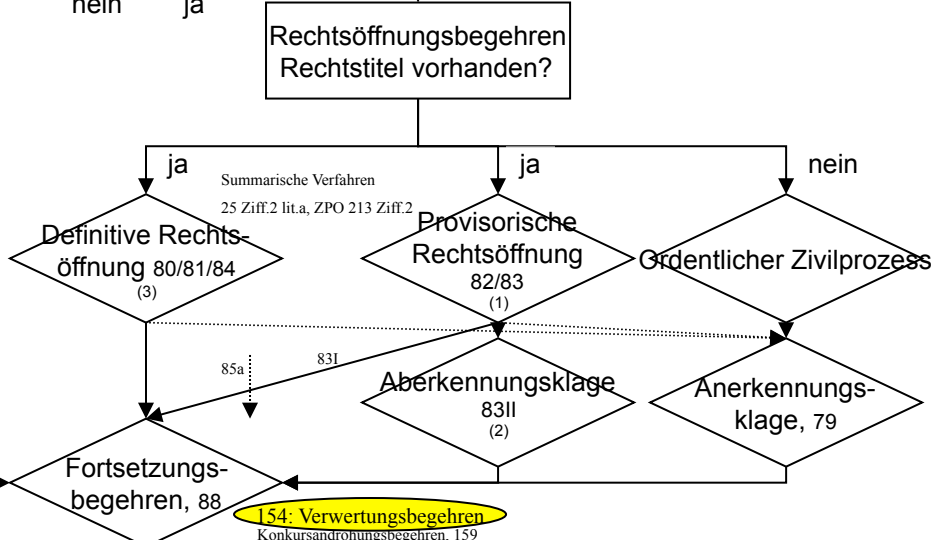 nein ja
Rechtsöffnungsbegehren
Rechtstitel vorhanden?
ja
ja
nein
Summarische Verfahren
25 Ziff.2 lit.a, ZPO 213 Ziff.2
Definitive Rechts-
öffnung 80/81/84
(3)
Provisorische
Rechtsöffnung
82/83
(1)
Ordentlicher Zivilprozess
85a
83I
Aberkennungsklage
83II
(2)
Anerkennungs-
klage, 79
Fortsetzungs-
begehren, 88
154: Verwertungsbegehren
Konkursandrohungsbegehren, 159